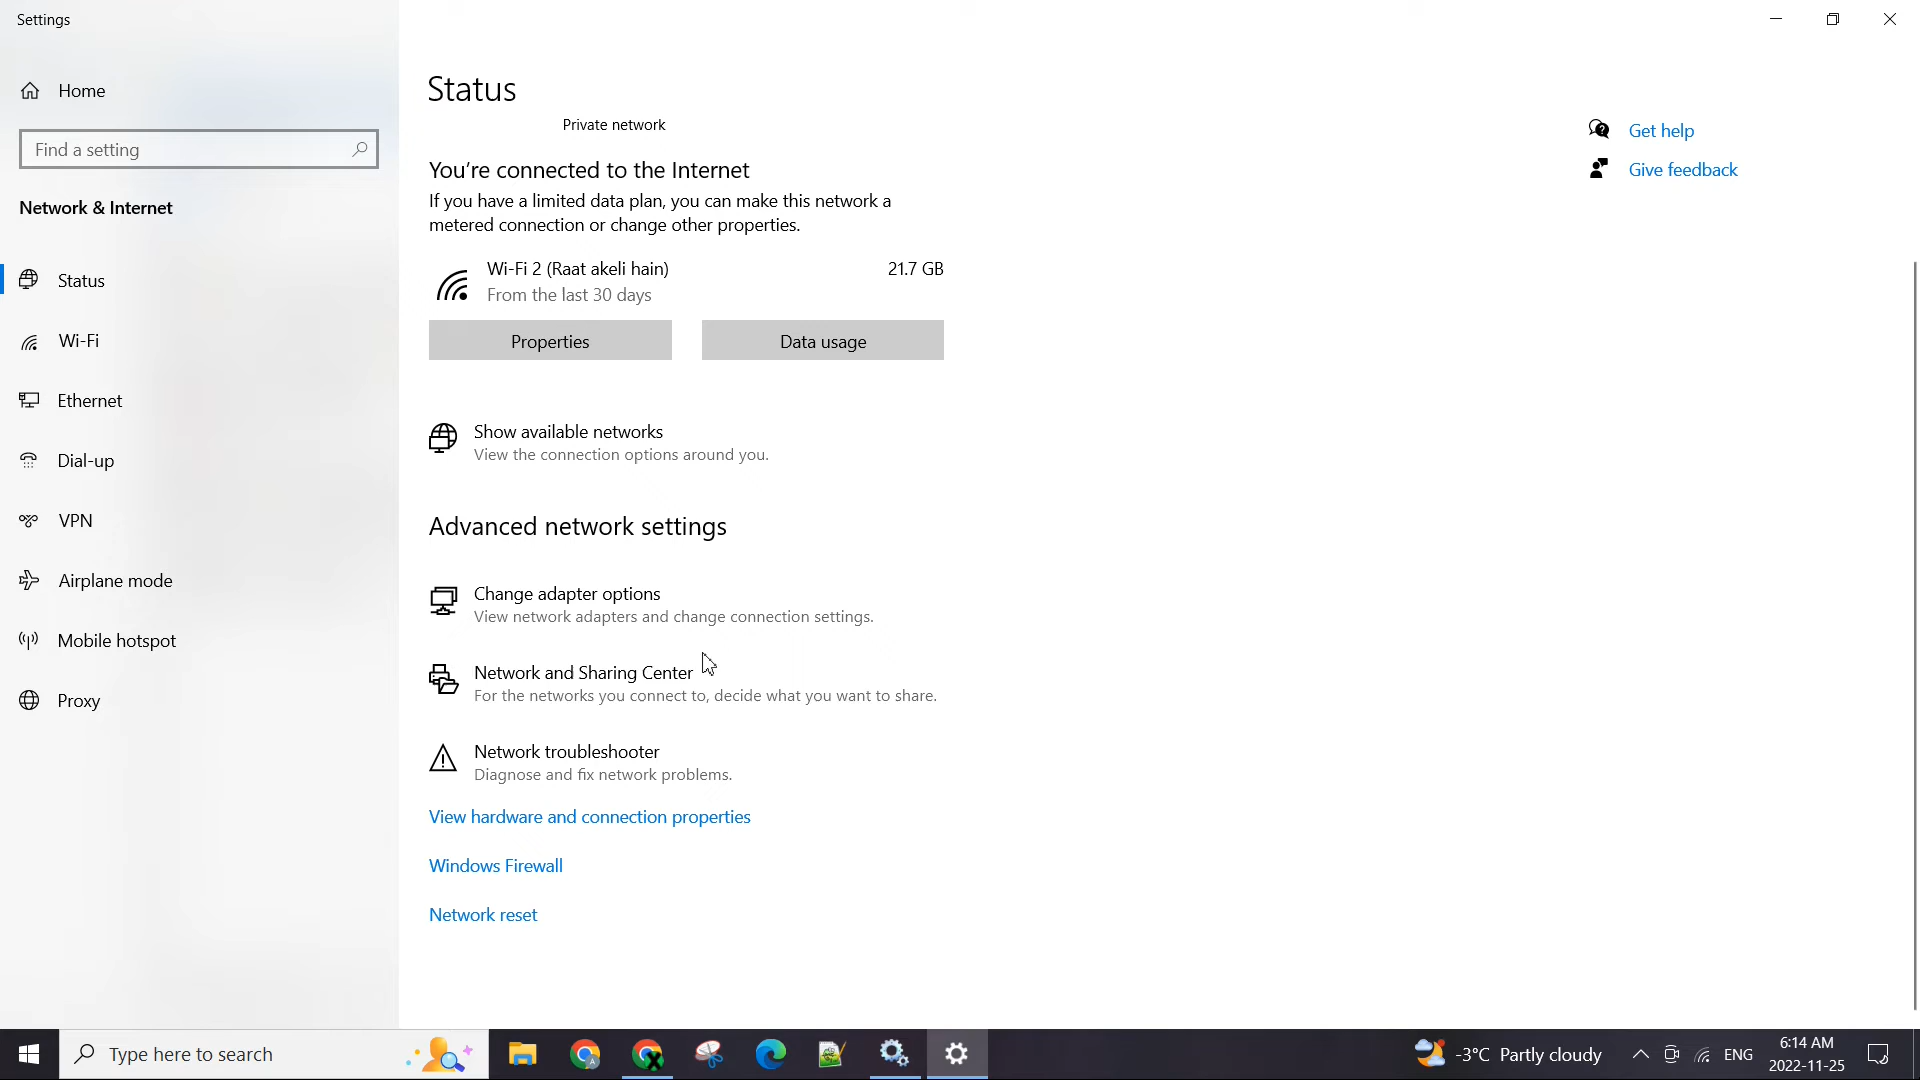 Settings
Home
Find a setting
Network & Internet
Status
Wi-Fi
Ethernet
Dial-up
VPN
Airplane mode
Mobile hotspot
Proxy
Status
Private network
You're connected to the Internet
If you have a limited data plan, you can make this network a
metered connection or change other properties.
Wi-Fi 2 (Raat akeli hain) 21.7 GB
From the last 30 days
Properties Data usage
Show available networks
View the connection options around you.
Advanced network settings
Change adapter options
View network adapters and change connection settings.
Network and Sharing Center
For the networks you connect to, decide what you want to share.
Network troubleshooter
Diagnose and fix network problems.
View hardware and connection properties
Windows Firewall
Network reset
Get help
Give feedback
Type here to search
-3°C Partly cloudy
ENG
6:14 AM
2022-11-25